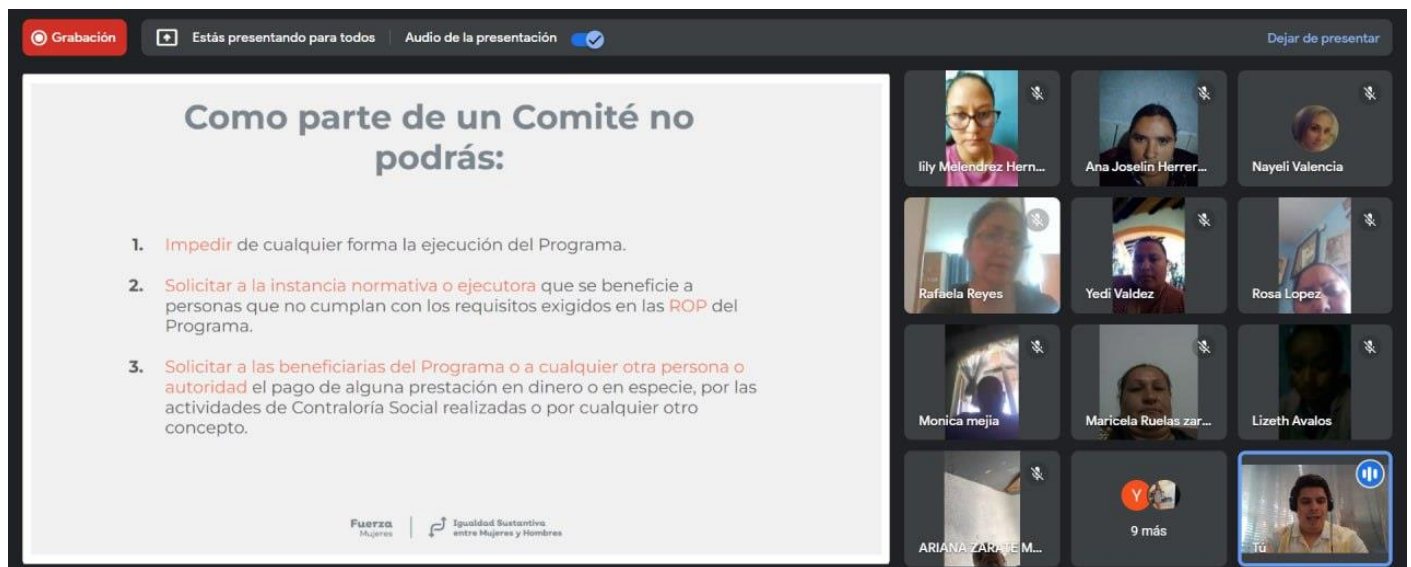 Grabación
Estás presentando para todos
Audio de la presentación
Dejar de presentar
Como parte de un Comité no
podrás:
1. Impedir de cualquier forma la ejecución del Programa.
2. Solicitar a la instancia normativa o ejecutora que se beneficie a
personas que no cumplan con los requisitos exigidos en las ROP del
Programa.
3. Solicitar a las beneficiarias del Programa o a cualquier otra persona o
autoridad el pago de alguna prestación en dinero o en especie, por las
actividades de Contraloría Social realizadas o por cualquier otro
concepto.
Fuerza
Mujeres
Igualdad Sustantiva
entre Mujeres y Hombres
lily Melendrez Hern...
Ana Joselin Herrer...
Nayeli Valencia
Rafaela Reyes
Yedi Valdez
Rosa Lopez
Monica mejia
Maricela Ruelas zar...
Lizeth Avalos
ARIANA ZARATE M...
Y
9 más
Tú